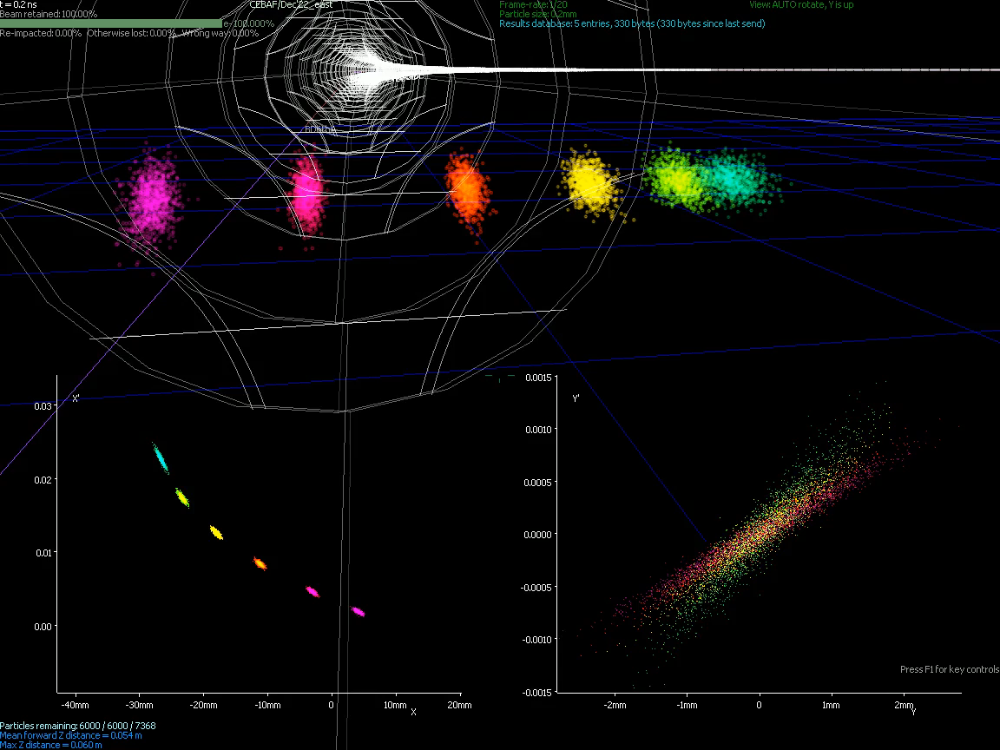 t = 0.2 ns
CEBAF/Dec'22_east
Frame-rate: 1/20
View: AUTO rotate, Y is up
Beam retained: 100.00%
Particle size: 0.2mm
e- 100.000%
Results database: 5 entries, 330 bytes (330 bytes since last send)
Re-impacted: 0.00% Otherwise lost: 0.00% Wrong way: 0.00%
X'
0.03
0.02
0.01
0.00
-40mm
-30mm
-20mm
-10mm
0
10mm
20mm
X
Y'
0.0015
0.0010
0.0005
0.0000
-0.0005
-0.0010
-0.0015
-2mm
-1mm
0
1mm
2mm
Y
Press F1 for key controls
Particles remaining: 6000 / 6000 / 7368
Mean forward Z distance = 0.054 m
Max Z distance = 0.060 m